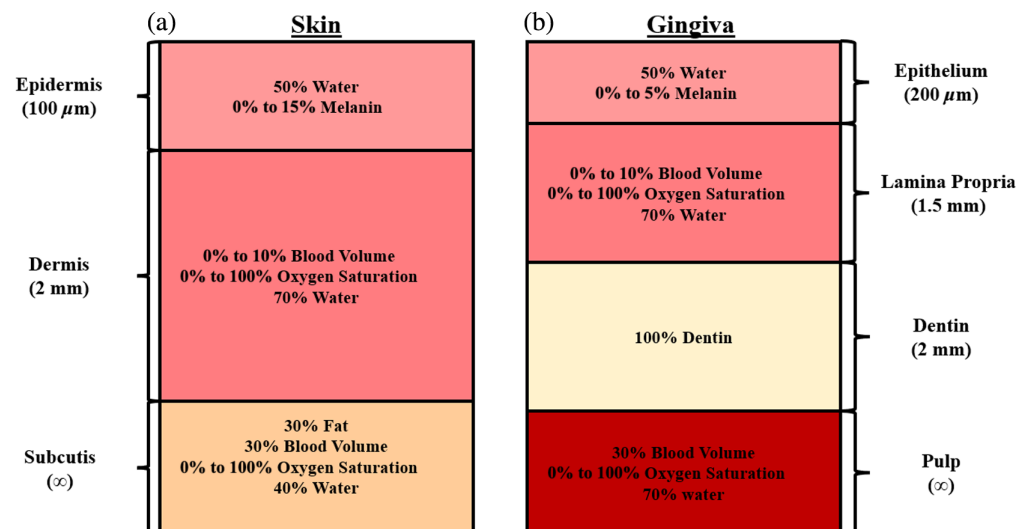 (a)
Skin
Epidermis
(100 μm)
50% Water
0% to 15% Melanin
Dermis
(2 mm)
0% to 10% Blood Volume
0% to 100% Oxygen Saturation
70% Water
Subcutis
(∞)
30% Fat
30% Blood Volume
0% to 100% Oxygen Saturation
40% Water
(b)
Gingiva
50% Water
0% to 5% Melanin
Epithelium
(200 μm)
0% to 10% Blood Volume
0% to 100% Oxygen Saturation
70% Water
Lamina Propria
(1.5 mm)
100% Dentin
Dentin
(2 mm)
30% Blood Volume
0% to 100% Oxygen Saturation
70% water
Pulp
(∞)